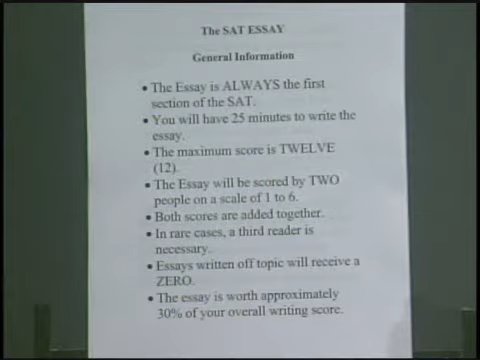 The SAT ESSAY
General Information
• The Essay is ALWAYS the first
section of the SAT.
• You will have 25 minutes to write the
essay.
• The maximum score is TWELVE
(12).
• The Essay will be scored by TWO
people on a scale of 1 to 6.
• Both scores are added together.
• In rare cases, a third reader is
necessary.
• Essays written off topic will receive a
ZERO.
• The essay is worth approximately
30% of your overall writing score.